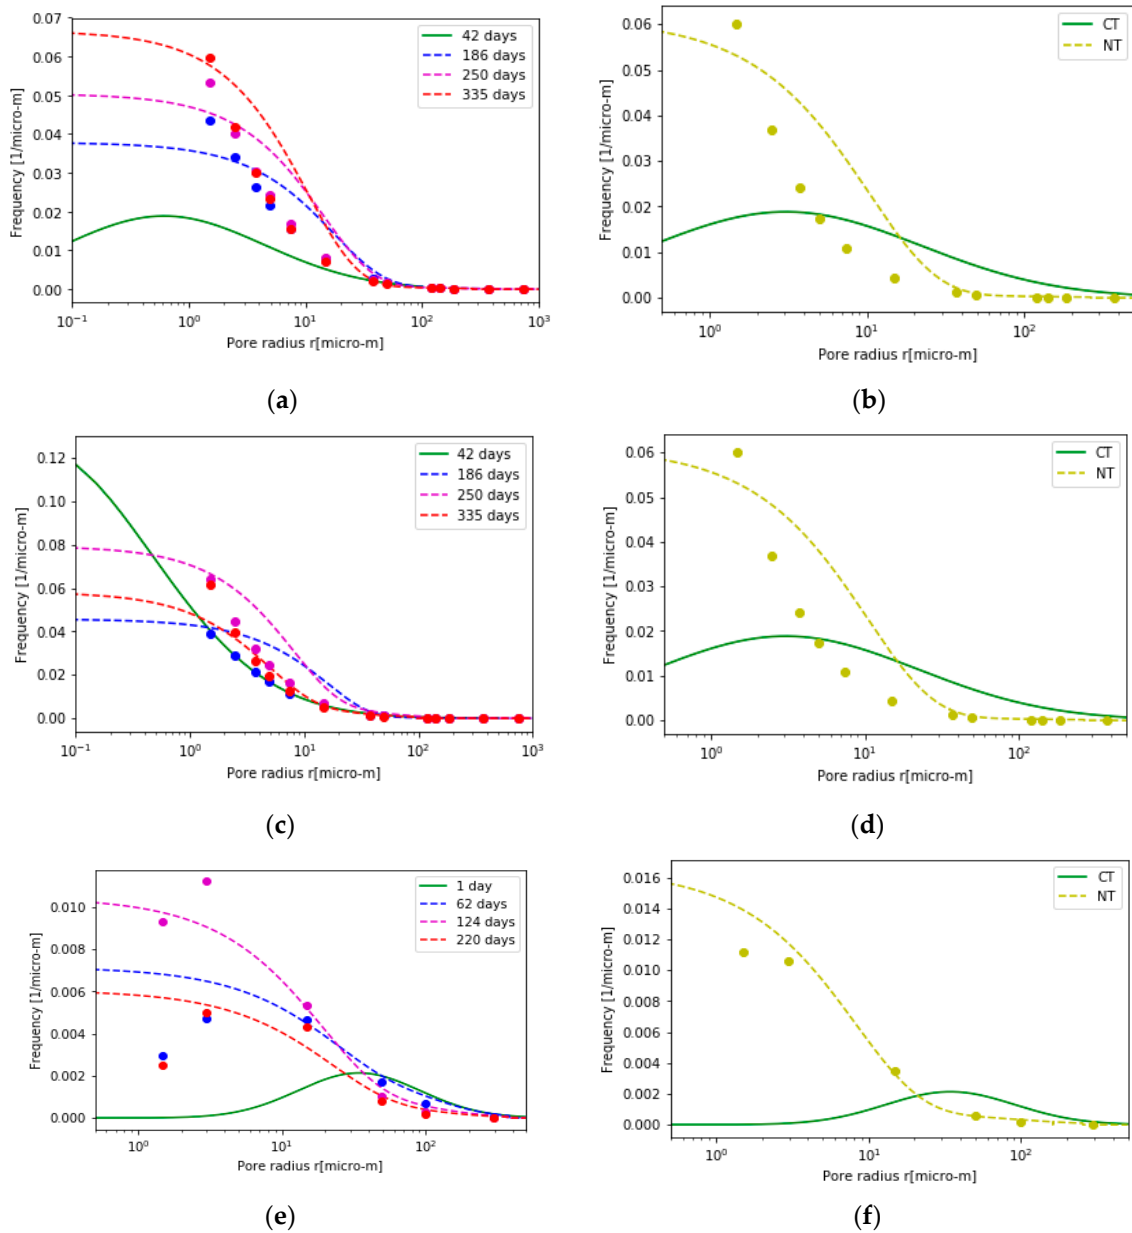 0.07
0.06
0.05
0.04
0.03
0.02
0.01
0.00
Frequency [1/micro-m]
42 days
186 days
250 days
335 days
10⁻¹ 10⁰ 10¹ 10² 10³
Pore radius r[micro-m]
(a)
0.06
0.05
0.04
0.03
0.02
0.01
0.00
Frequency [1/micro-m]
CT
NT
10⁰ 10¹ 10²
Pore radius r[micro-m]
(b)
0.12
0.10
0.08
0.06
0.04
0.02
0.00
Frequency [1/micro-m]
42 days
186 days
250 days
335 days
10⁻¹ 10⁰ 10¹ 10² 10³
Pore radius r[micro-m]
(c)
0.06
0.05
0.04
0.03
0.02
0.01
0.00
Frequency [1/micro-m]
CT
NT
10⁰ 10¹ 10²
Pore radius r[micro-m]
(d)
0.010
0.008
0.006
0.004
0.002
0.000
Frequency [1/micro-m]
1 day
62 days
124 days
220 days
10⁰ 10¹ 10²
Pore radius r[micro-m]
(e)
0.016
0.014
0.012
0.010
0.008
0.006
0.004
0.002
0.000
Frequency [1/micro-m]
CT
NT
10⁰ 10¹ 10²
Pore radius r[micro-m]
(f)